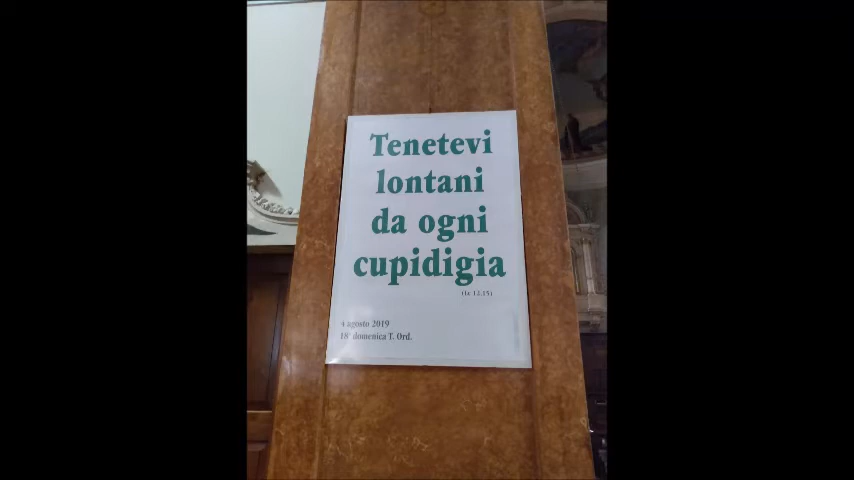 Tenetevi
lontani
da ogni
cupidigia
(Lc 12,15)
4 agosto 2019
18ª domenica T. Ord.